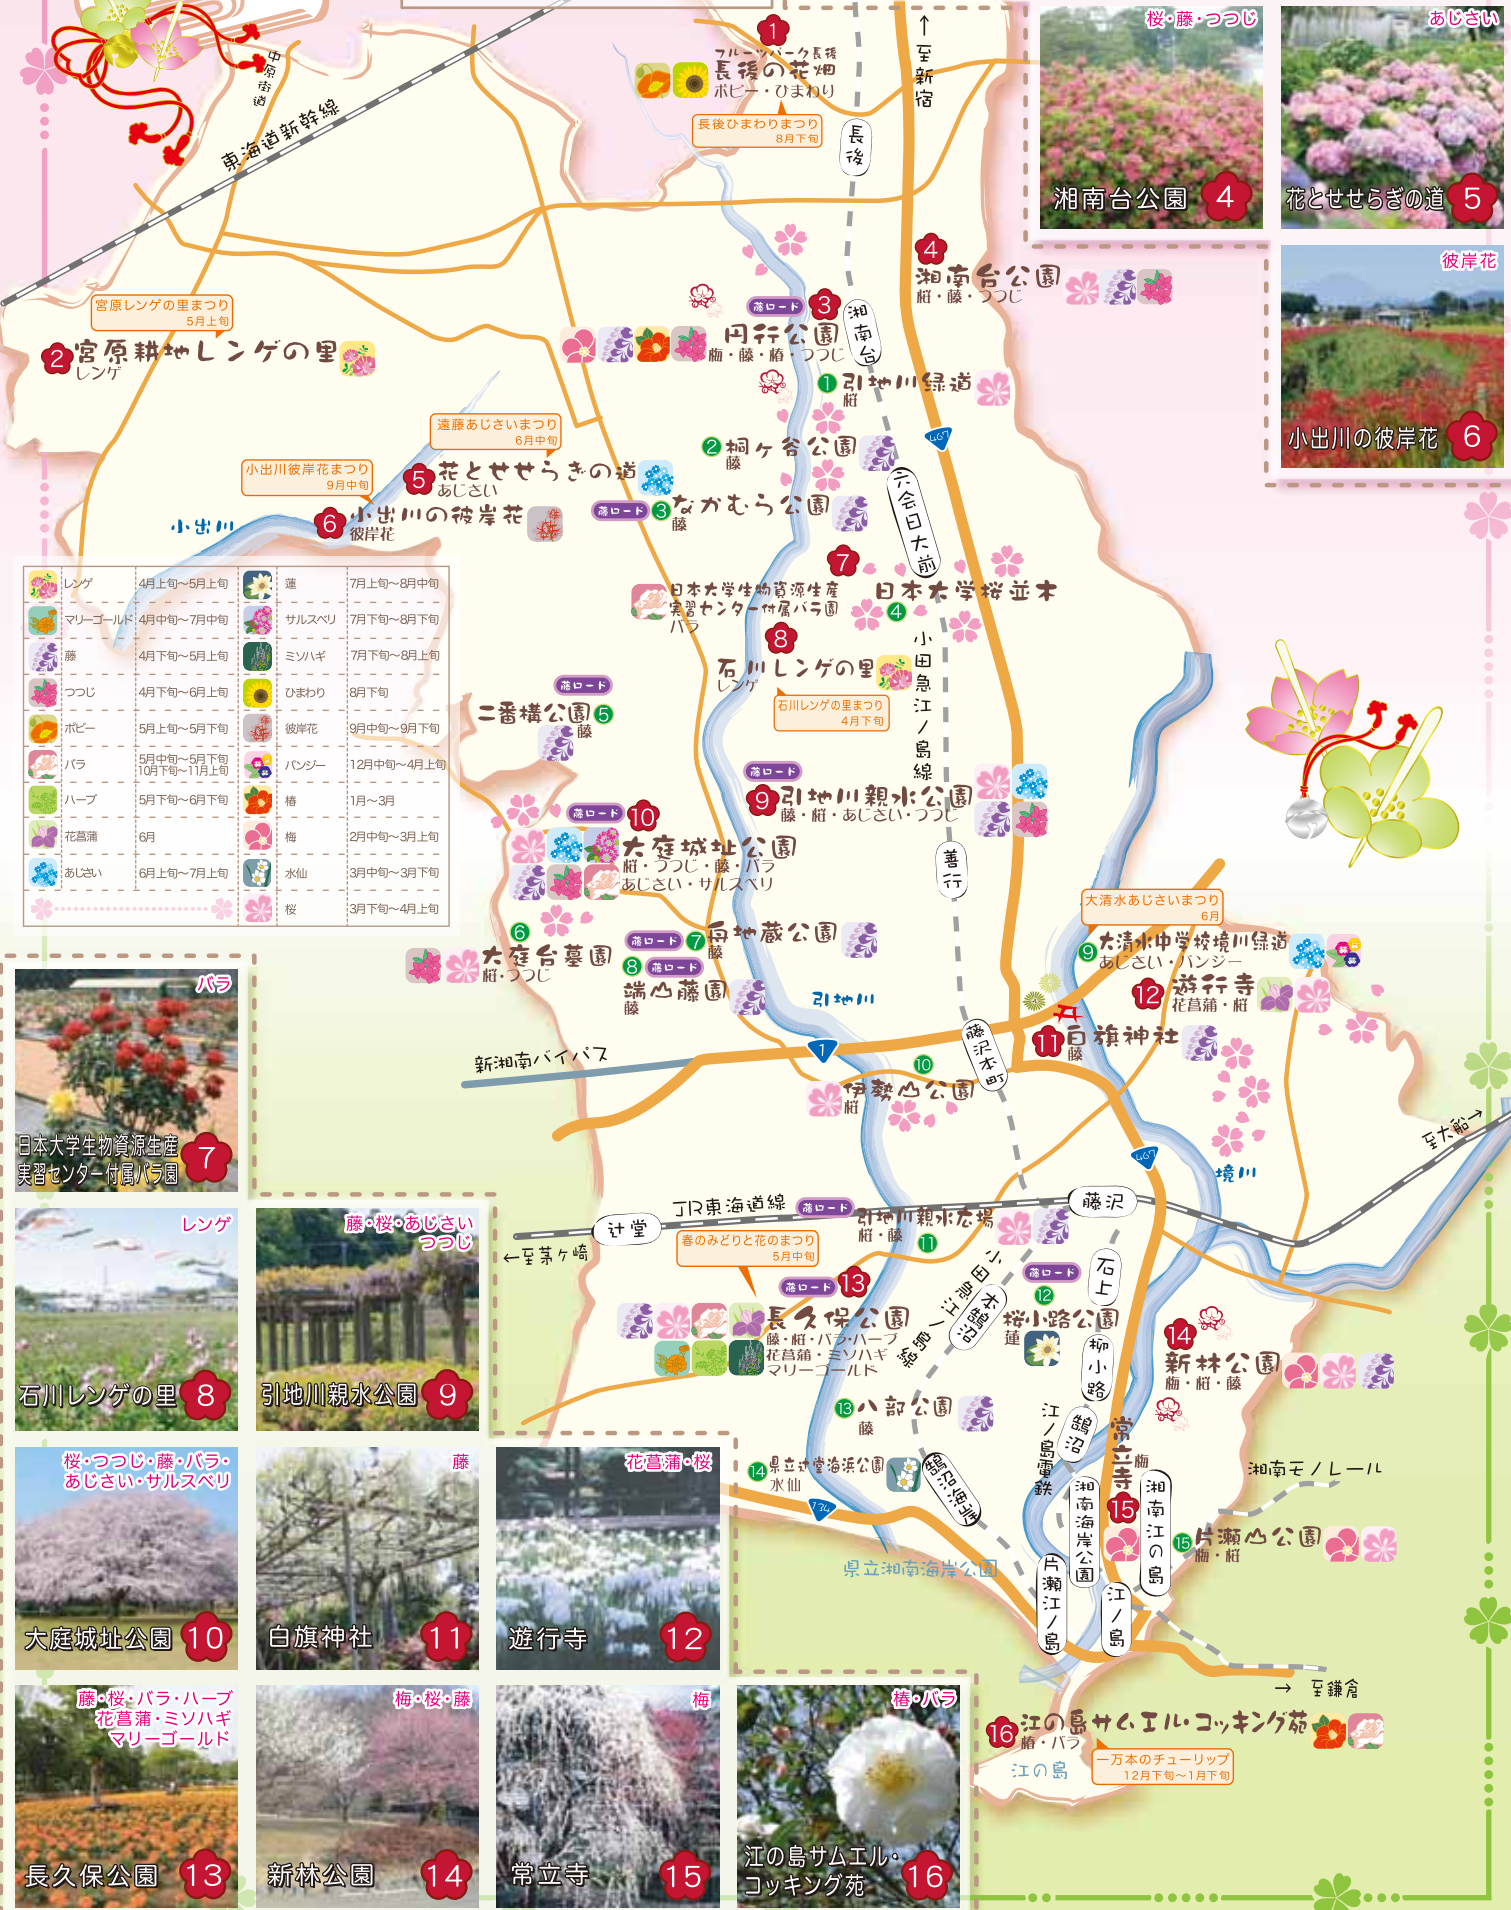 中原街道
東海道新幹線
1
フルーツパーク長後
長後の花畑
ポピー・ひまわり
長後ひまわりまつり
8月下旬
↑至新宿
長後
桜・藤・つつじ
湘南台公園 4
あじさい
花とせせらぎの道 5
彼岸花
小出川の彼岸花 6
4
湘南台公園
桜・藤・つつじ
宮原レンゲの里まつり
5月上旬
2 宮原耕地レンゲの里
レンゲ
藤ロード 3
円行公園
梅・藤・椿・つつじ
湘南台
1 引地川緑道
桜
467
遠藤あじさいまつり
6月中旬
5 花とせせらぎの道
あじさい
2 桐ヶ谷公園
藤
小出川彼岸花まつり
9月中旬
6 小出川の彼岸花
彼岸花
小出川
藤ロード 3 なかむら公園
藤
六会日大前
7
日本大学生物資源生産
実習センター付属バラ園
バラ
日本大学桜並木
4
8
石川レンゲの里
レンゲ
石川レンゲの里まつり
4月下旬
小田急江ノ島線
レンゲ 4月上旬〜5月上旬 蓮 7月上旬〜8月中旬
マリーゴールド 4月中旬〜7月中旬 サルスベリ 7月下旬〜8月下旬
藤 4月下旬〜5月上旬 ミソハギ 7月下旬〜8月上旬
つつじ 4月下旬〜6月上旬 ひまわり 8月下旬
ポピー 5月上旬〜5月下旬 彼岸花 9月中旬〜9月下旬
バラ 5月中旬〜5月下旬
10月下旬〜11月上旬 パンジー 12月中旬〜4月上旬
ハーブ 5月下旬〜6月下旬 椿 1月〜3月
花菖蒲 6月 梅 2月中旬〜3月上旬
あじさい 6月上旬〜7月上旬 水仙 3月中旬〜3月下旬
桜 3月下旬〜4月上旬
藤ロード
二番構公園 5
藤
藤ロード
9 引地川親水公園
藤・桜・あじさい・つつじ
藤ロード 10
大庭城址公園
桜・つつじ・藤・バラ
あじさい・サルスベリ
善行
6
大庭台墓園
桜・つつじ
藤ロード 7 舟地蔵公園
藤
8 藤ロード
端山藤園
藤
引地川
大清水あじさいまつり
6月
9 大清水中学校境川緑道
あじさい・パンジー
12 遊行寺
花菖蒲・桜
11 白旗神社
藤
藤沢本町
新湘南バイパス
1
10
伊勢山公園
桜
467
境川
至大船→
バラ
日本大学生物資源生産
実習センター付属バラ園 7
JR東海道線
藤沢
辻堂
←至茅ヶ崎
藤ロード 引地川親水広場
桜・藤
11
春のみどりと花のまつり
5月中旬
藤ロード 13
長久保公園
藤・桜・バラ・ハーブ
花菖蒲・ミソハギ
マリーゴールド
小田急江ノ島線
本鵠沼
藤ロード
12
桜小路公園
蓮
石上
柳小路
14
新林公園
梅・桜・藤
レンゲ
石川レンゲの里 8
藤・桜・あじさい
つつじ
引地川親水公園 9
13 八部公園
藤
14 県立辻堂海浜公園
水仙
鵠沼海岸
鵠沼
江ノ島電鉄
常立寺
梅
15
湘南海岸公園
湘南江の島
湘南モノレール
15 片瀬山公園
梅・桜
134
県立湘南海岸公園
片瀬江ノ島
江ノ島
→ 至鎌倉
16 江の島サムエル・コッキング苑
椿・バラ
一万本のチューリップ
12月下旬〜1月下旬
江の島
桜・つつじ・藤・バラ・
あじさい・サルスベリ
大庭城址公園 10
藤
白旗神社 11
花菖蒲・桜
遊行寺 12
藤・桜・バラ・ハーブ
花菖蒲・ミソハギ
マリーゴールド
長久保公園 13
梅・桜・藤
新林公園 14
梅
常立寺 15
椿・バラ
江の島サムエル・
コッキング苑 16